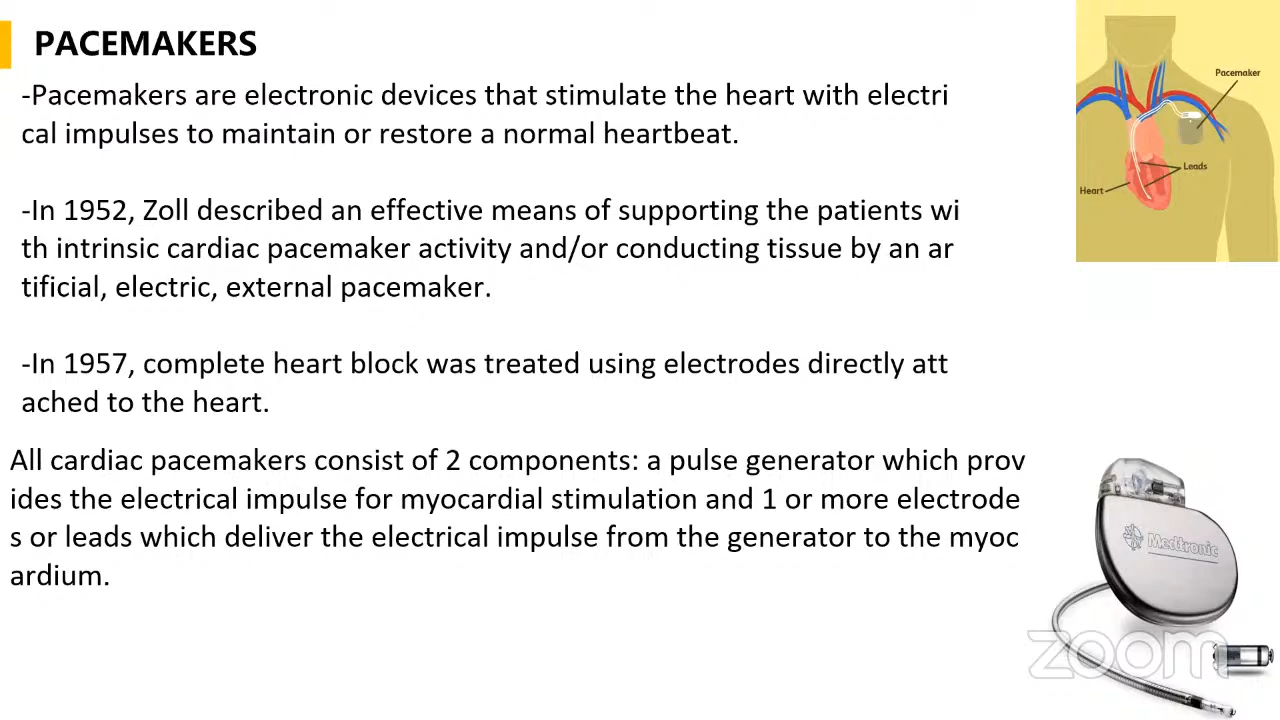 PACEMAKERS
-Pacemakers are electronic devices that stimulate the heart with electri
cal impulses to maintain or restore a normal heartbeat.
-In 1952, Zoll described an effective means of supporting the patients wi
th intrinsic cardiac pacemaker activity and/or conducting tissue by an ar
tificial, electric, external pacemaker.
-In 1957, complete heart block was treated using electrodes directly att
ached to the heart.
All cardiac pacemakers consist of 2 components: a pulse generator which prov
ides the electrical impulse for myocardial stimulation and 1 or more electrode
s or leads which deliver the electrical impulse from the generator to the myoc
ardium.
Pacemaker
Leads
Heart
Medtronic
zoom